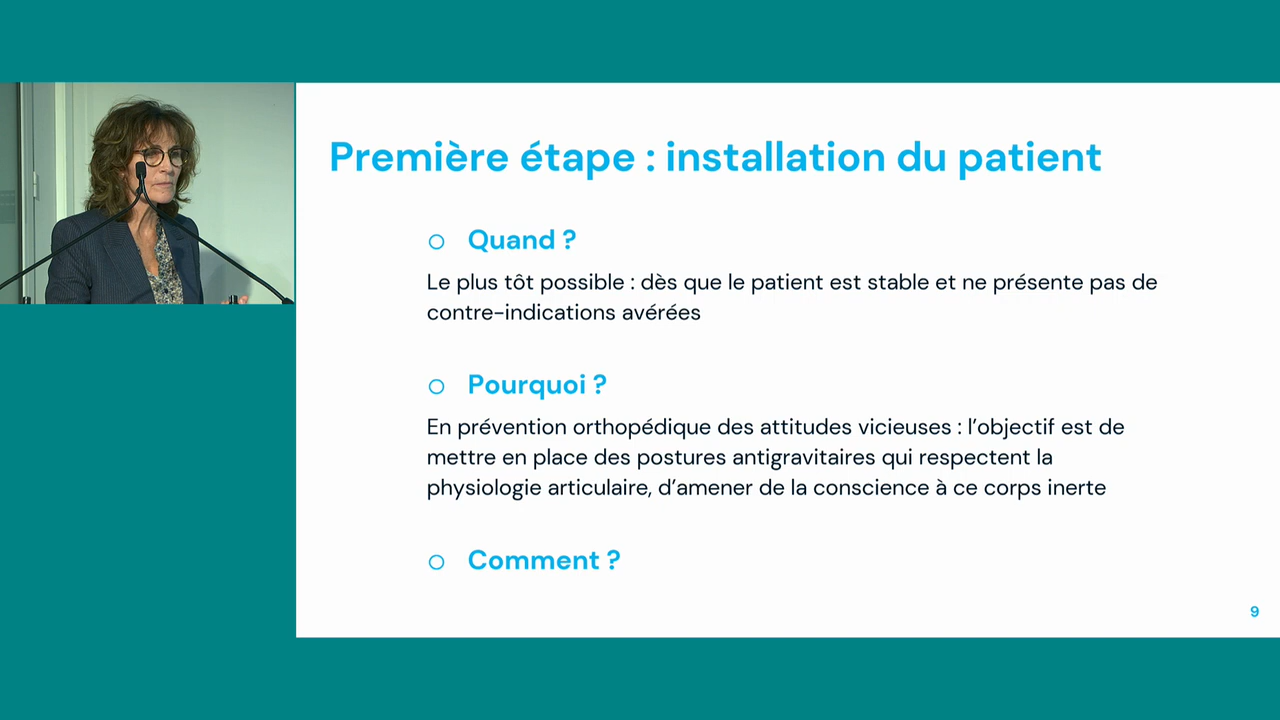 Première étape : installation du patient
Quand ?
Le plus tôt possible : dès que le patient est stable et ne présente pas de
contre-indications avérées
Pourquoi ?
En prévention orthopédique des attitudes vicieuses : l’objectif est de
mettre en place des postures antigravitaires qui respectent la
physiologie articulaire, d’amener de la conscience à ce corps inerte
Comment ?
9